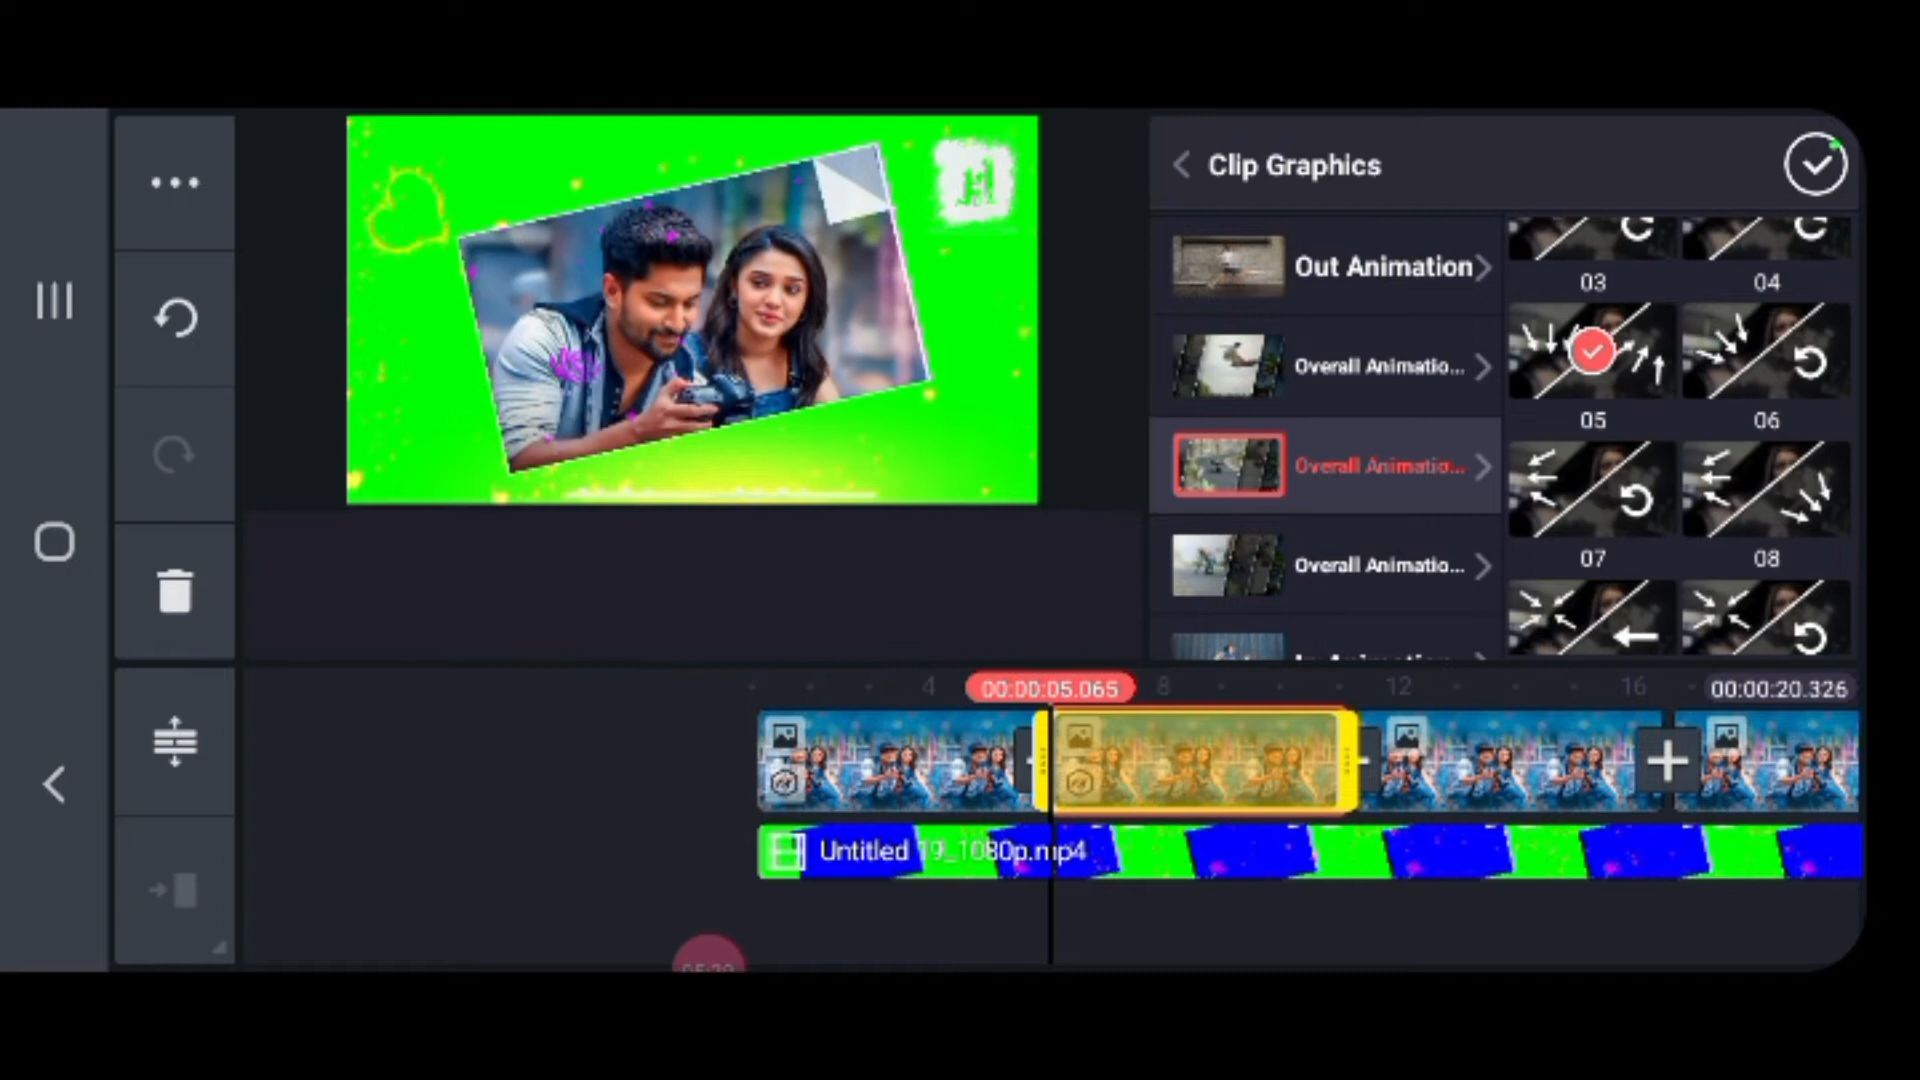 Clip Graphics
Out Animation
Overall Animatio...
Overall Animatio...
Overall Animatio...
03
04
05
06
07
08
4
00:00:05.065
8
12
16
00:00:20.326
Untitled 19_1080p.mp4